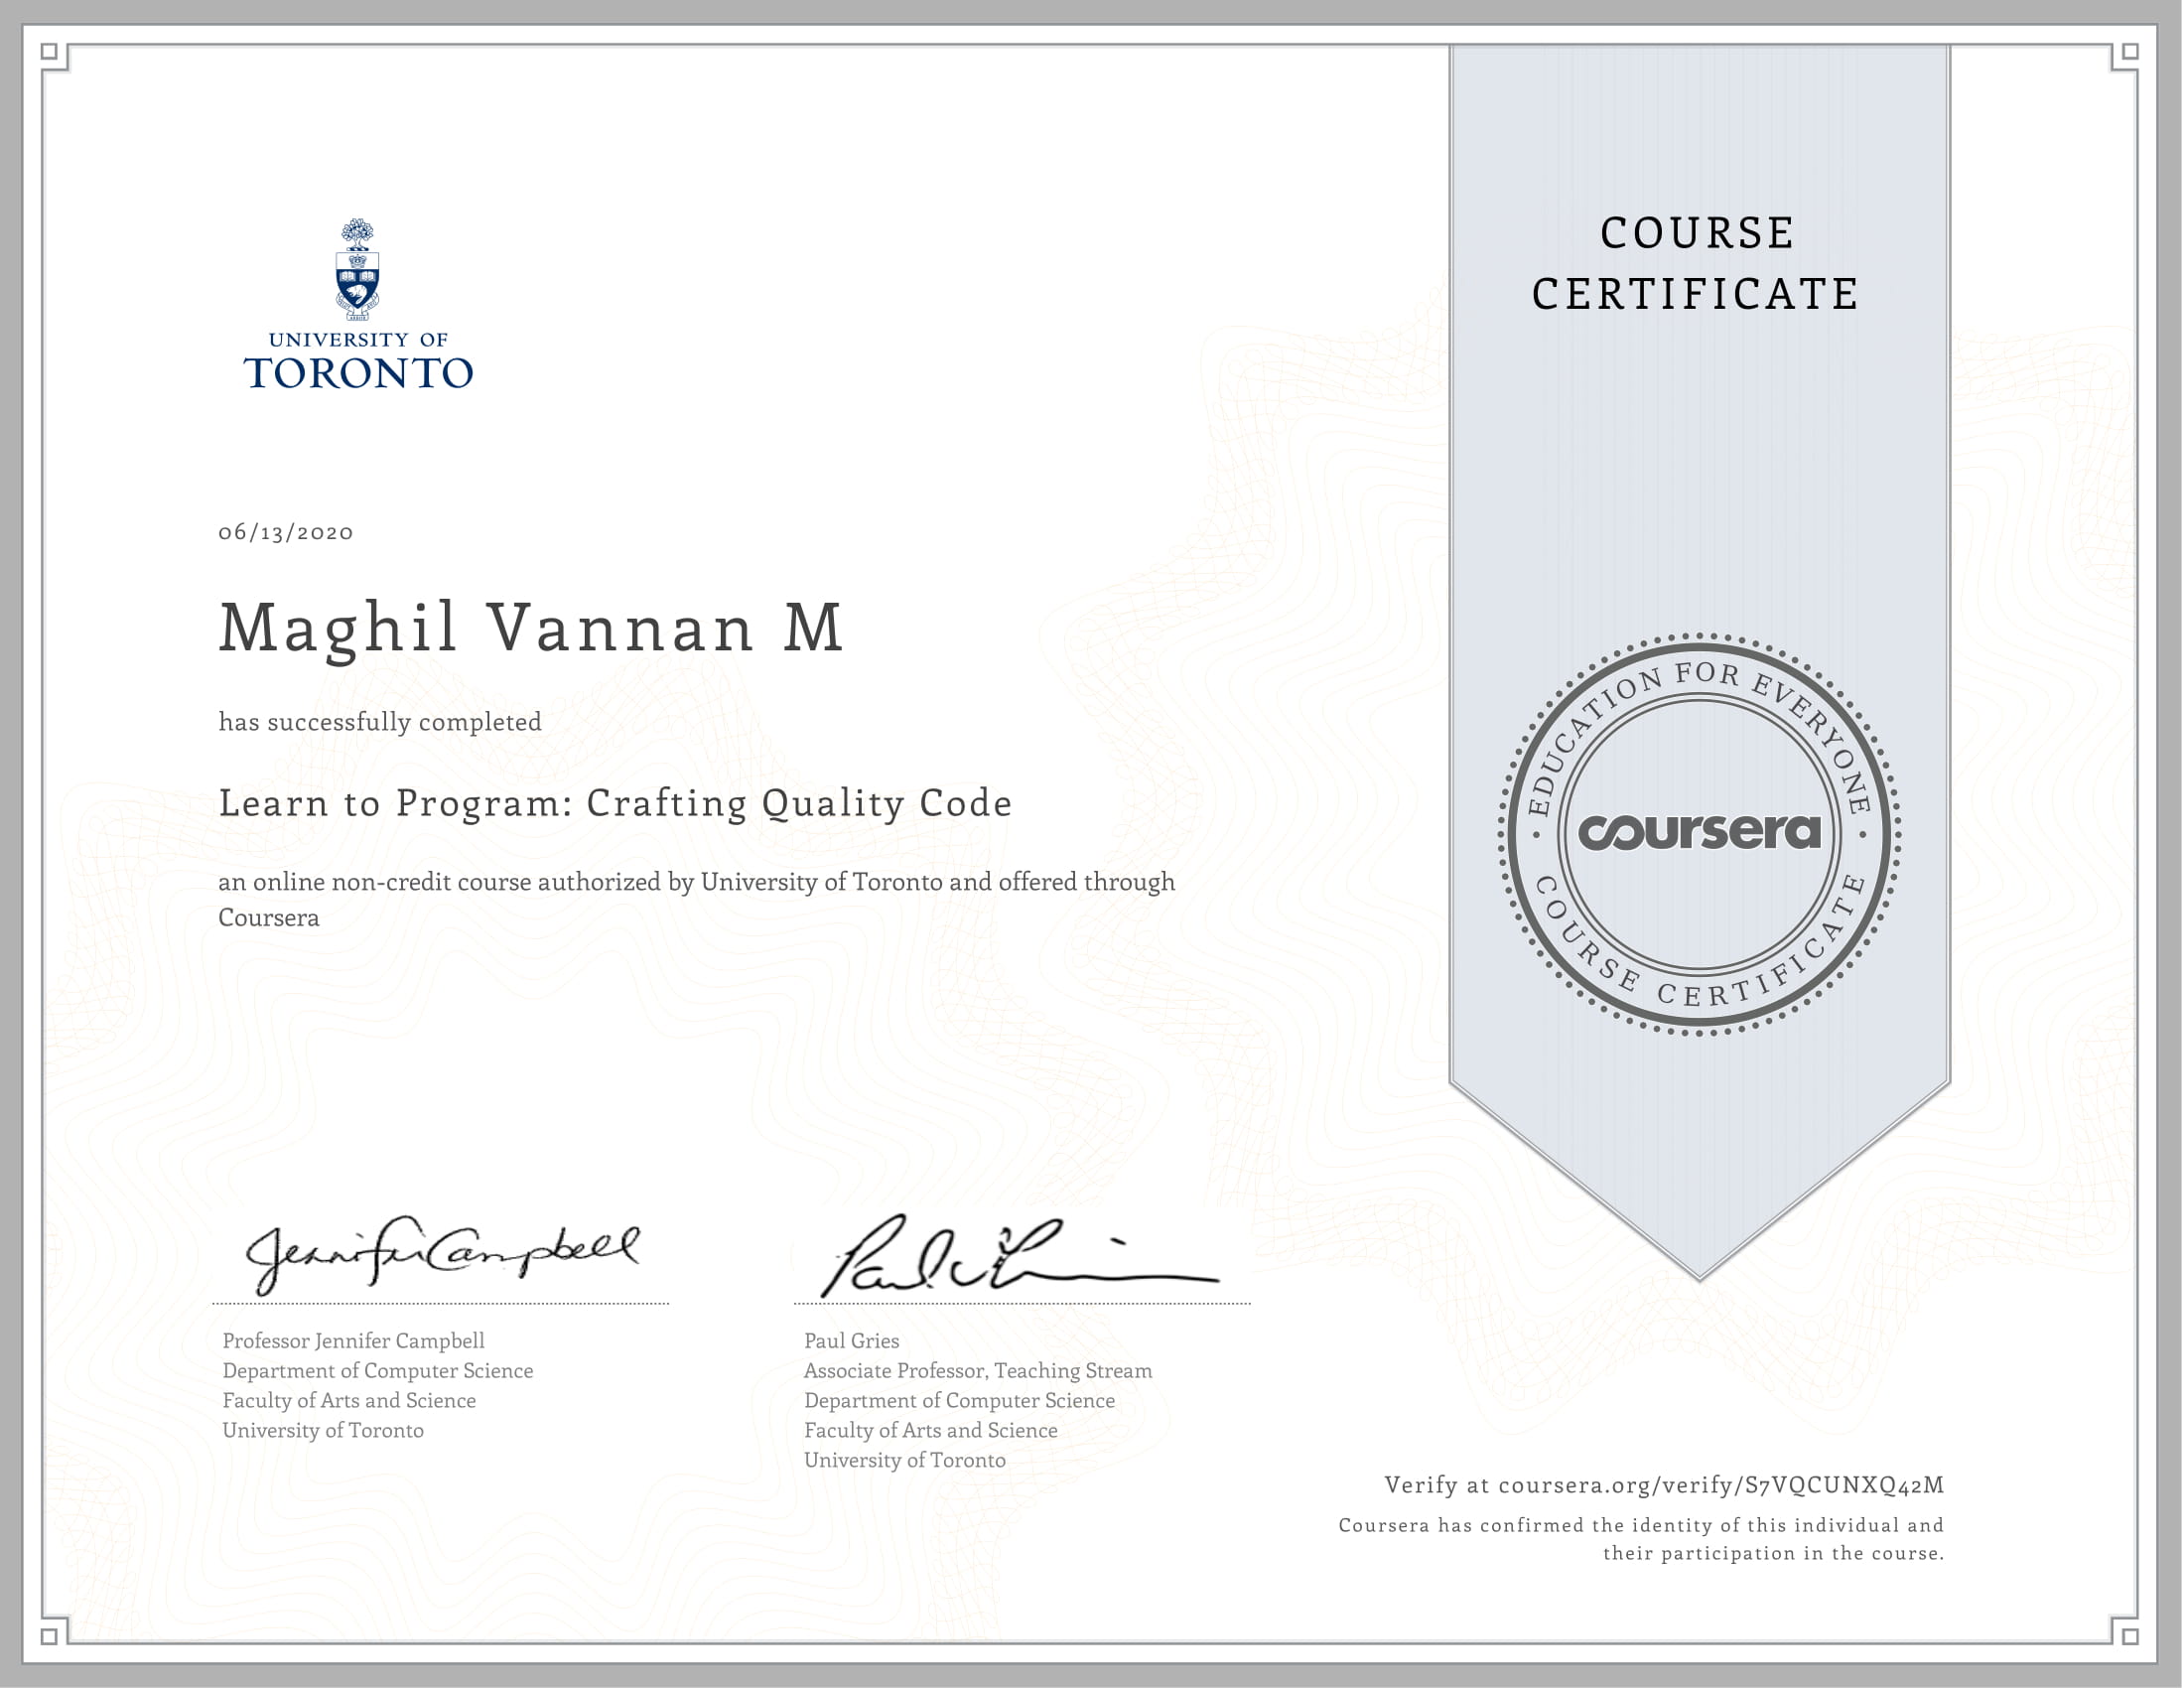 COURSE
CERTIFICATE
UNIVERSITY OF
TORONTO
06/13/2020
Maghil Vannan M
has successfully completed
Learn to Program: Crafting Quality Code
an online non-credit course authorized by University of Toronto and offered through
Coursera
EDUCATION FOR EVERYONE
coursera
COURSE CERTIFICATE
Jennifer Campbell
Professor Jennifer Campbell
Department of Computer Science
Faculty of Arts and Science
University of Toronto
Paul Gries
Associate Professor, Teaching Stream
Department of Computer Science
Faculty of Arts and Science
University of Toronto
Verify at coursera.org/verify/S7VQCUNXQ42M
Coursera has confirmed the identity of this individual and
their participation in the course.